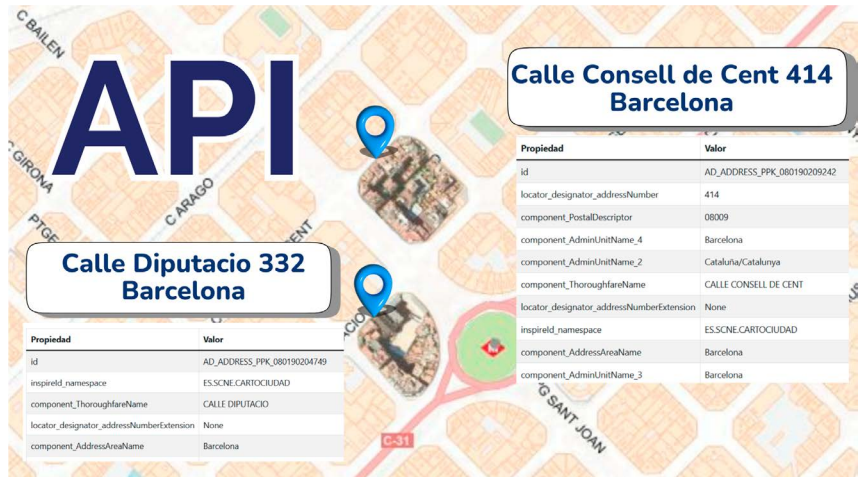 C BAILEN
API
C GIRONA
C ARAGO
PTGE
Calle Consell de Cent 414
Barcelona
Propiedad Valor
id AD_ADDRESS_PPK_080190209242
locator_designator_addressNumber 414
component_PostalDescriptor 08009
component_AdminUnitName_4 Barcelona
component_AdminUnitName_2 Cataluña/Catalunya
component_ThoroughfareName CALLE CONSELL DE CENT
locator_designator_addressNumberExtension None
inspireId_namespace ES.SCNE.CARTOCIUDAD
component_AddressAreaName Barcelona
component_AdminUnitName_3 Barcelona
Calle Diputacio 332
Barcelona
Propiedad Valor
id AD_ADDRESS_PPK_080190204749
inspireId_namespace ES.SCNE.CARTOCIUDAD
component_ThoroughfareName CALLE DIPUTACIO
locator_designator_addressNumberExtension None
component_AddressAreaName Barcelona
C-31
PG SANT JOAN